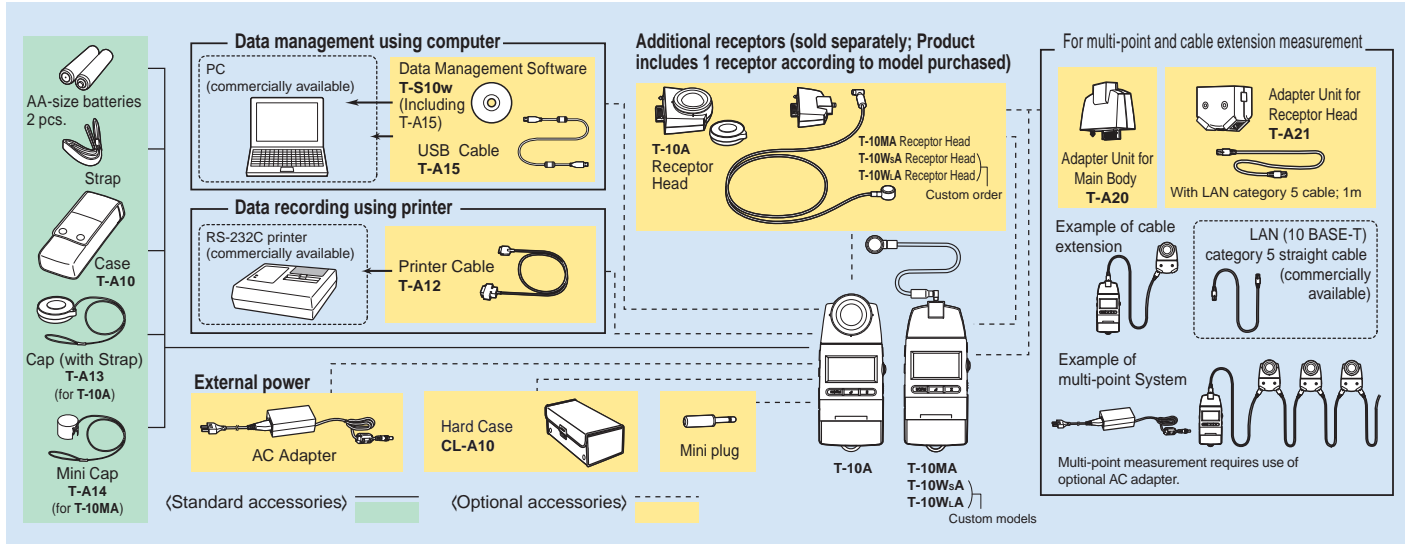 AA-size batteries
2 pcs.
Strap
Case
T-A10
Cap (with Strap)
T-A13
(for T-10A)
Mini Cap
T-A14
(for T-10MA)
Data management using computer
PC
(commercially available)
Data Management Software
T-S10w
(Including
T-A15)
USB Cable
T-A15
Data recording using printer
RS-232C printer
(commercially available)
Printer Cable
T-A12
External power
AC Adapter
Hard Case
CL-A10
Mini plug
〈Standard accessories〉
〈Optional accessories〉
Additional receptors (sold separately; Product
includes 1 receptor according to model purchased)
T-10A
Receptor
Head
T-10MA Receptor Head
T-10WsA Receptor Head
T-10WLA Receptor Head
Custom order
T-10A
T-10MA
T-10WsA
T-10WLA
Custom models
For multi-point and cable extension measurement
Adapter Unit for
Main Body
T-A20
Adapter Unit for
Receptor Head
T-A21
With LAN category 5 cable; 1m
Example of cable
extension
LAN (10 BASE-T)
category 5 straight cable
(commercially
available)
Example of
multi-point System
Multi-point measurement requires use of
optional AC adapter.